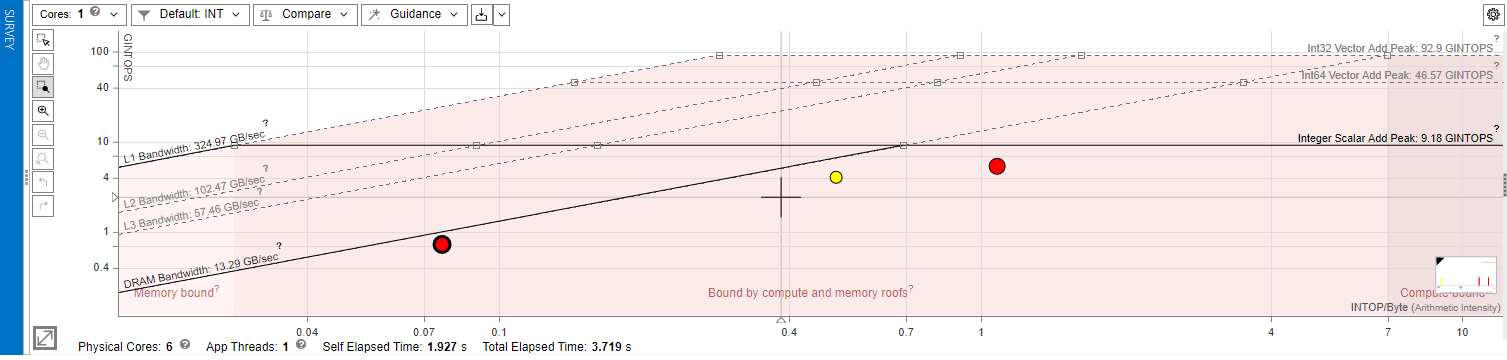 SURVEY
Cores: 1 ? Default: INT Compare Guidance
GINTOPS
100
40
10
4
1
0.4
Int32 Vector Add Peak: 92.9 GINTOPS ?
Int64 Vector Add Peak: 46.57 GINTOPS ?
Integer Scalar Add Peak: 9.18 GINTOPS ?
L1 Bandwidth: 324.97 GB/sec ?
L2 Bandwidth: 102.47 GB/sec ?
L3 Bandwidth: 57.46 GB/sec ?
DRAM Bandwidth: 13.29 GB/sec ?
Memory bound?
Bound by compute and memory roofs?
Compute bound?
INTOP/Byte (Arithmetic Intensity)
0.04 0.07 0.1 0.4 0.7 1 4 7 10
Physical Cores: 6 ? App Threads: 1 ? Self Elapsed Time: 1.927 s Total Elapsed Time: 3.719 s